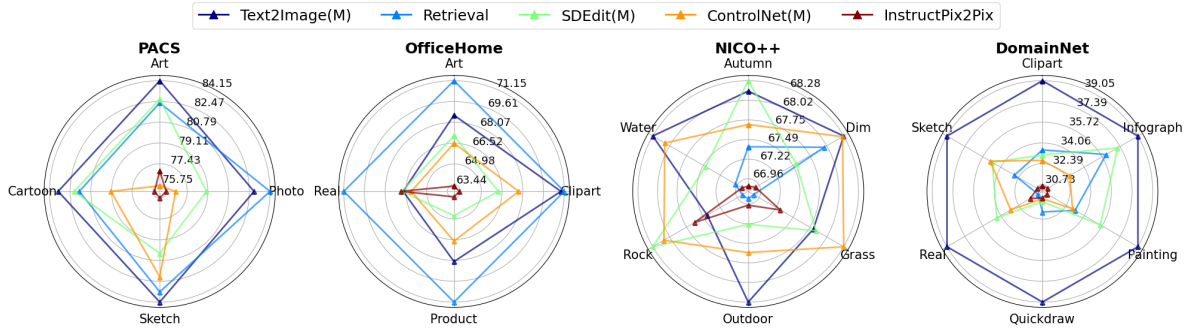 Text2Image(M) Retrieval SDEdit(M) ControlNet(M) InstructPix2Pix
PACS
Art
84.15
82.47
80.79
79.11
77.43
75.75
Cartoon
Photo
Sketch
OfficeHome
Art
71.15
69.61
68.07
66.52
64.98
63.44
Real
Clipart
Product
NICO++
Autumn
68.28
68.02
67.75
67.49
67.22
66.96
Water
Dim
Rock
Grass
Outdoor
DomainNet
Clipart
39.05
37.39
35.72
34.06
32.39
30.73
Sketch
Infograph
Real
Painting
Quickdraw